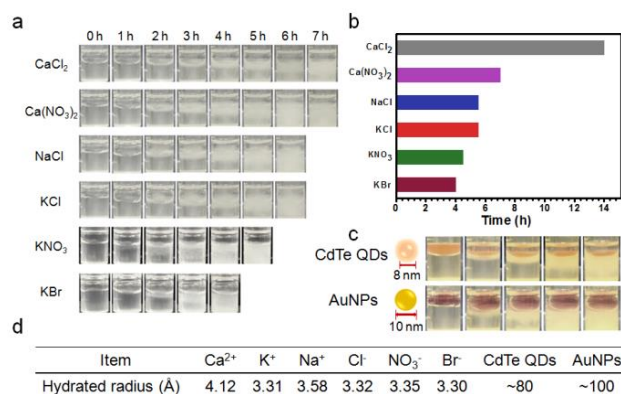 a
0 h 1 h 2 h 3 h 4 h 5 h 6 h 7 h
CaCl₂
Ca(NO₃)₂
NaCl
KCl
KNO₃
KBr
b
CaCl₂
Ca(NO₃)₂
NaCl
KCl
KNO₃
KBr
0 2 4 6 8 10 12 14
Time (h)
c
CdTe QDs
8 nm
AuNPs
10 nm
d
Item Ca²⁺ K⁺ Na⁺ Cl⁻ NO₃⁻ Br⁻ CdTe QDs AuNPs
Hydrated radius (Å) 4.12 3.31 3.58 3.32 3.35 3.30 ~80 ~100